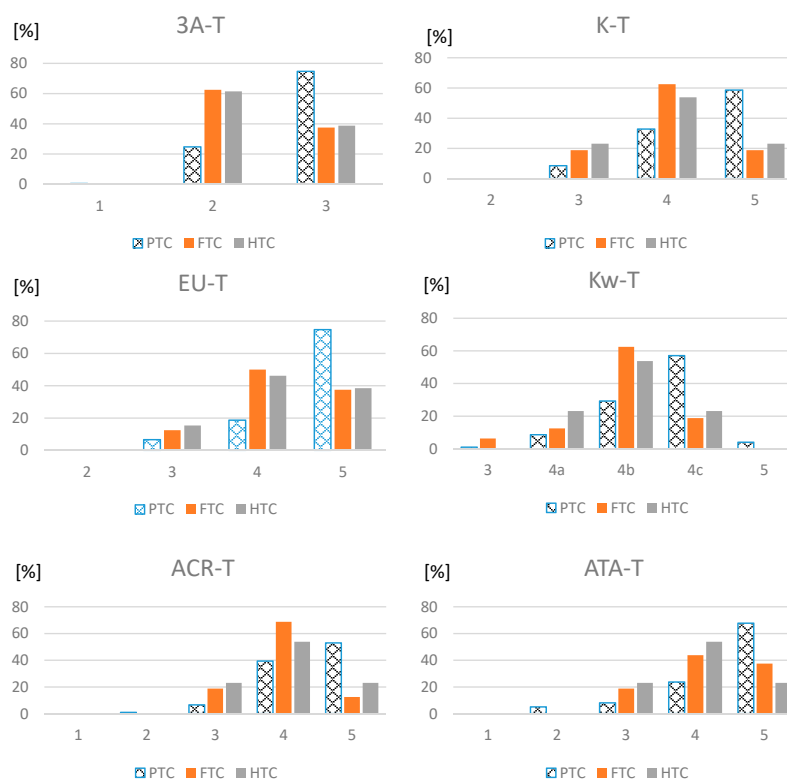 [%] 3A-T
80
60
40
20
0
1 2 3
PTC FTC HTC
[%] K-T
80
60
40
20
0
2 3 4 5
PTC FTC HTC
[%] EU-T
80
60
40
20
0
2 3 4 5
PTC FTC HTC
[%] Kw-T
80
60
40
20
0
3 4a 4b 4c 5
PTC FTC HTC
[%] ACR-T
80
60
40
20
0
1 2 3 4 5
PTC FTC HTC
[%] ATA-T
80
60
40
20
0
1 2 3 4 5
PTC FTC HTC